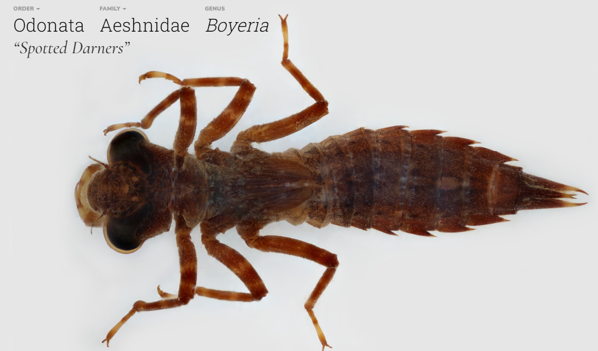 ORDER FAMILY GENUS
Odonata Aeshnidae Boyeria
“Spotted Darners”